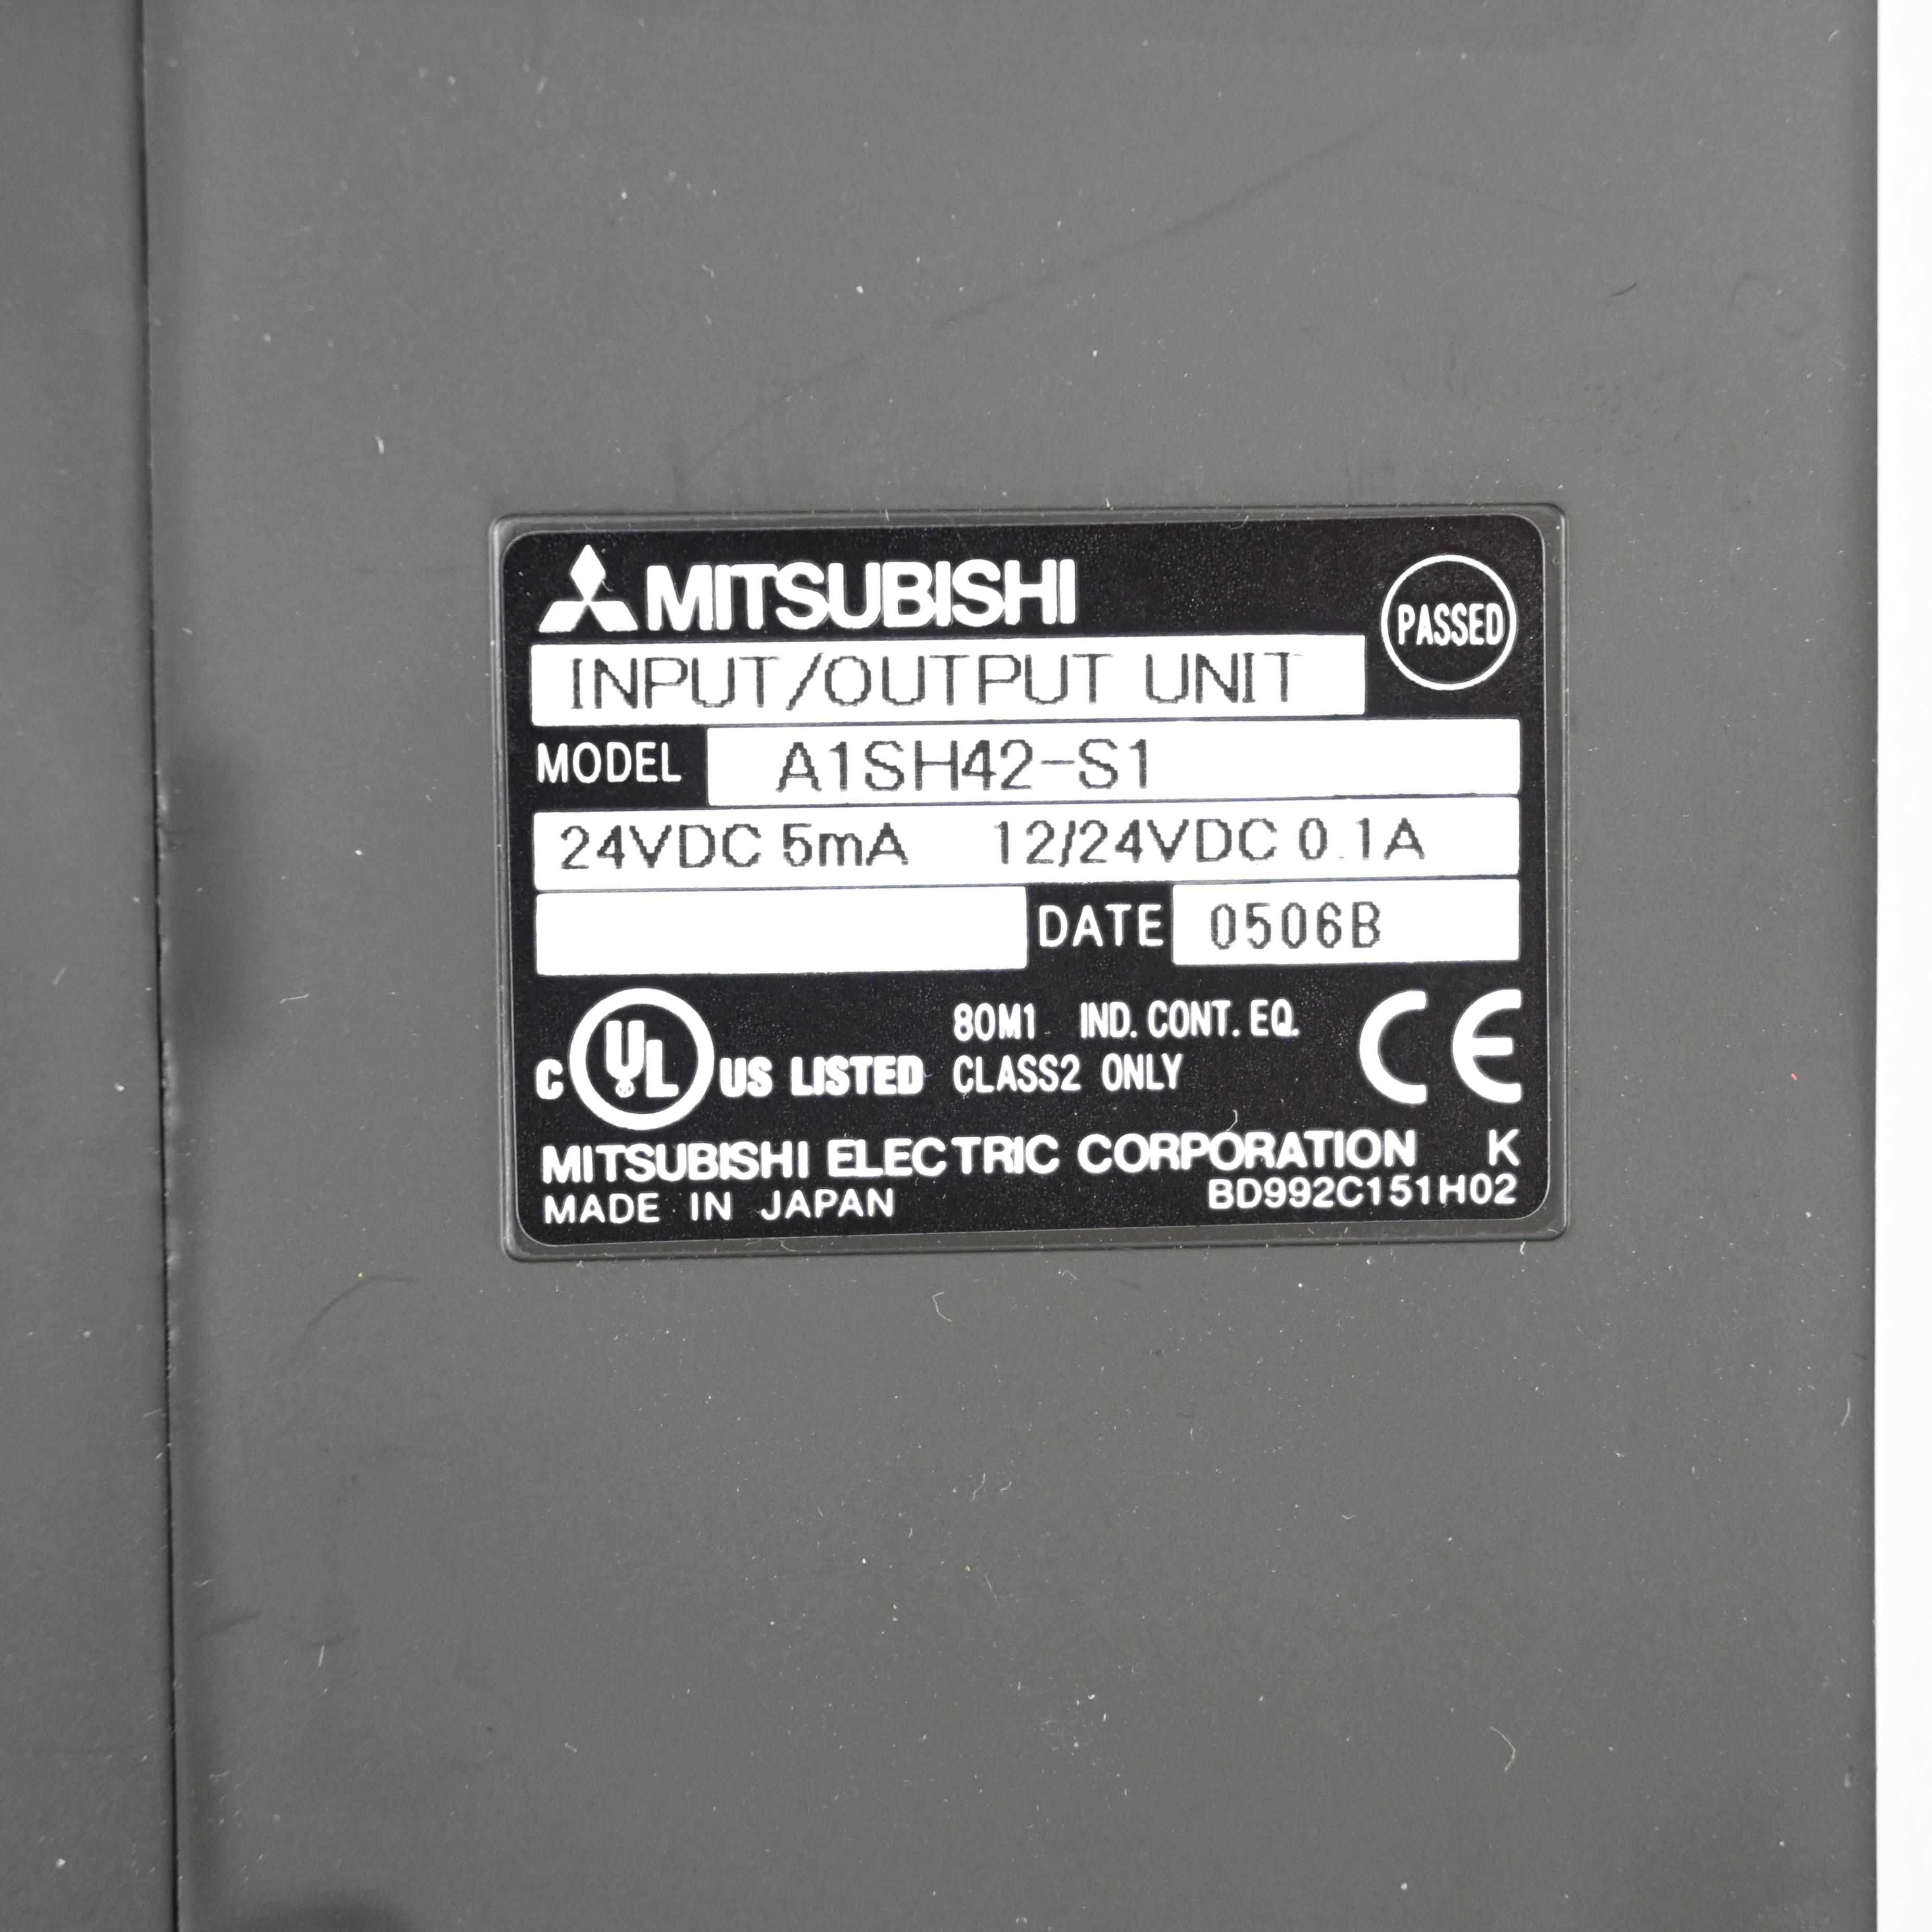 MITSUBISHI
PASSED
INPUT/OUTPUT UNIT
MODEL A1SH42-S1
24VDC 5mA 12/24VDC 0.1A
DATE 0506B
C UL US LISTED
80M1 IND. CONT. EQ.
CLASS2 ONLY
CE
MITSUBISHI ELECTRIC CORPORATION K
MADE IN JAPAN BD992C151H02